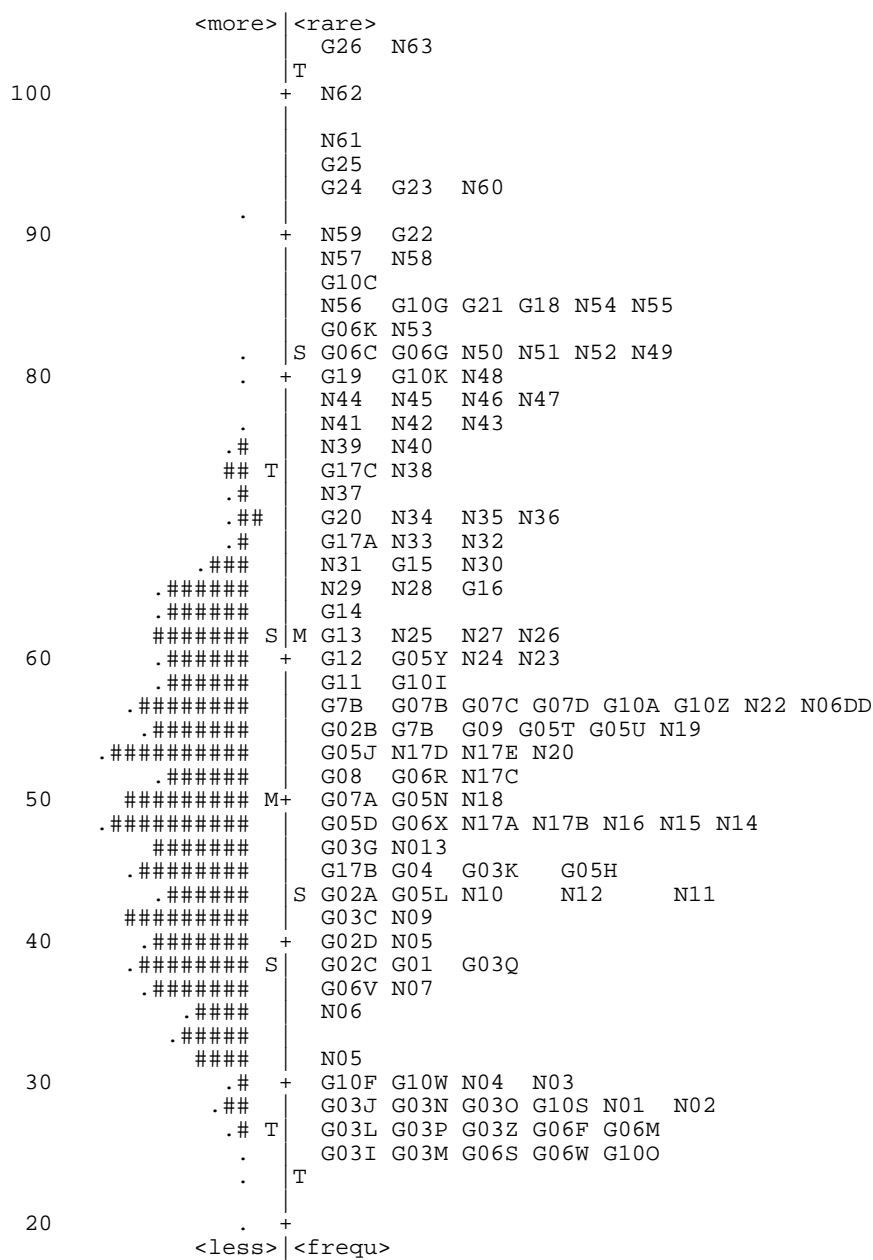 <more>|<rare>
| G26 N63
|T
100 + N62
|
| N61
| G25
| G24 G23 N60
. |
90 + N59 G22
| N57 N58
| G10C
| N56 G10G G21 G18 N54 N55
| G06K N53
. |S G06C G06G N50 N51 N52 N49
80 . + G19 G10K N48
| N44 N45 N46 N47
. | N41 N42 N43
.# | N39 N40
## T| G17C N38
.# | N37
.## | G20 N34 N35 N36
.# | G17A N33 N32
.### | N31 G15 N30
.###### | N29 N28 G16
.###### | G14
####### S|M G13 N25 N27 N26
60 .###### + G12 G05Y N24 N23
.###### | G11 G10I
.######## | G7B G07B G07C G07D G10A G10Z N22 N06DD
.####### | G02B G7B G09 G05T G05U N19
.########## | G05J N17D N17E N20
.###### | G08 G06R N17C
50 ######### M+ G07A G05N N18
.########## | G05D G06X N17A N17B N16 N15 N14
####### | G03G N013
.######## | G17B G04 G03K G05H
.###### |S G02A G05L N10 N12 N11
######### | G03C N09
40 .####### + G02D N05
.######## S| G02C G01 G03Q
.####### | G06V N07
.#### | N06
.##### |
#### | N05
30 .# + G10F G10W N04 N03
.## | G03J G03N G03O G10S N01 N02
.# T| G03L G03P G03Z G06F G06M
. | G03I G03M G06S G06W G10O
. |T
|
20 . +
<less>|<frequ>